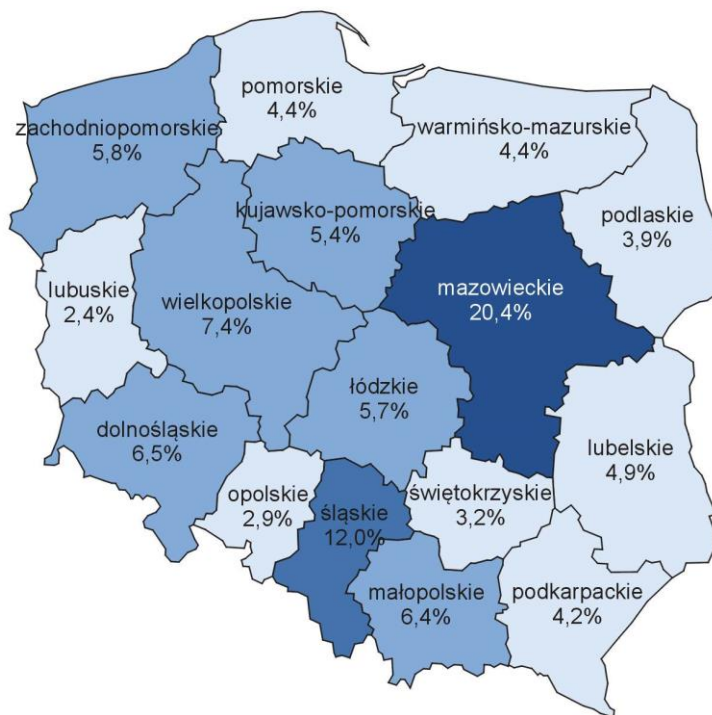 pomorskie
4,4%
zachodniopomorskie
5,8%
warmińsko-mazurskie
4,4%
kujawsko-pomorskie
5,4%
podlaskie
3,9%
lubuskie
2,4%
wielkopolskie
7,4%
mazowieckie
20,4%
łódzkie
5,7%
dolnośląskie
6,5%
lubelskie
4,9%
opolskie
2,9%
śląskie
12,0%
świętokrzyskie
3,2%
małopolskie
6,4%
podkarpackie
4,2%